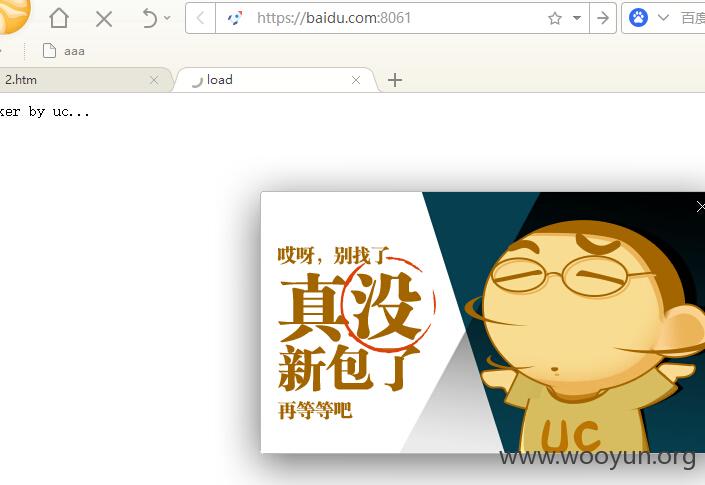 https://baidu.com:8061
百度
aaa
2.htm
load
ker by uc...
哎呀，别找了
真没
新包了
再等等吧
UC
www.wooyun.org